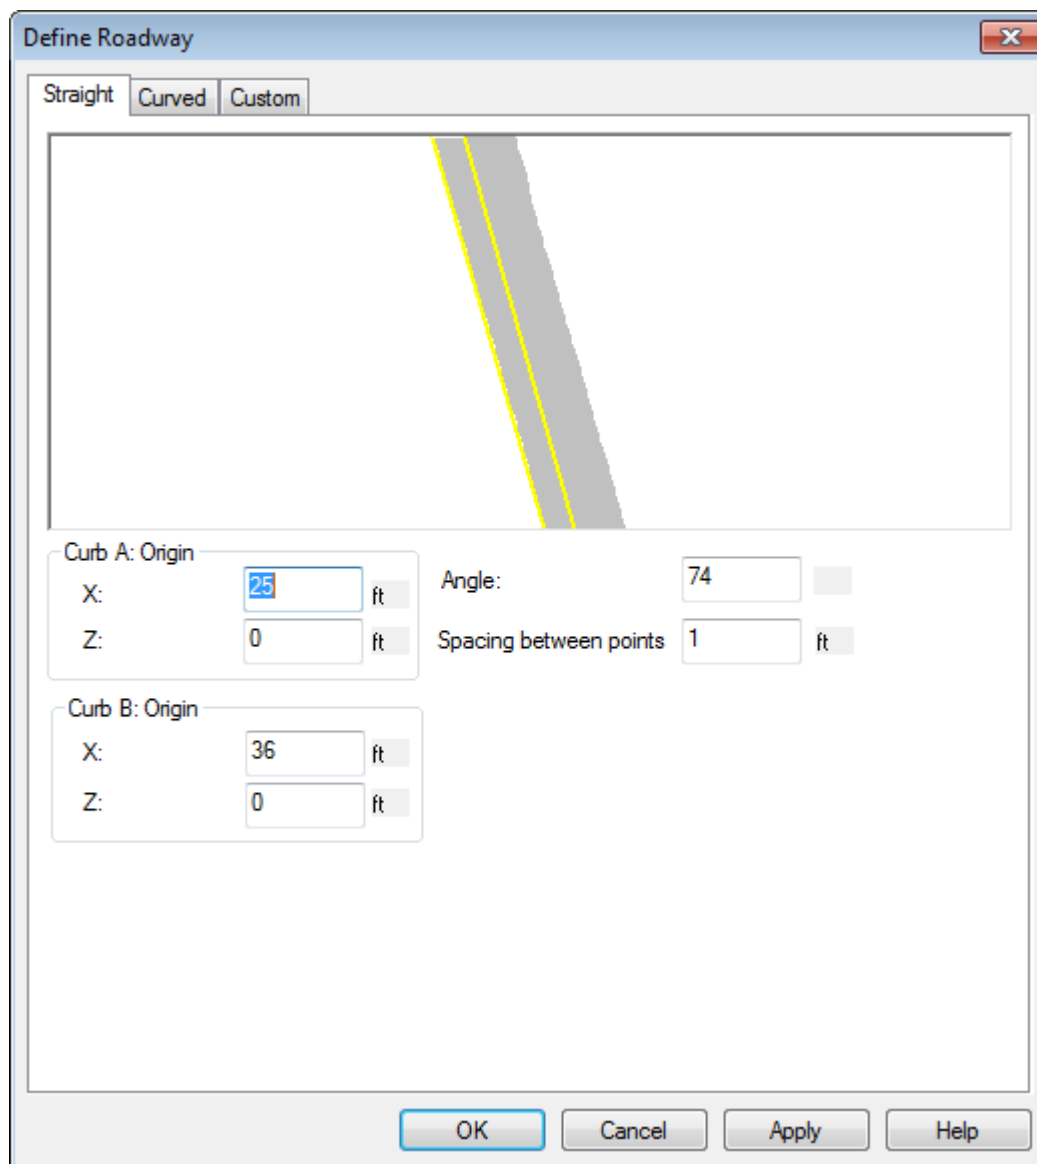 Define Roadway
Straight Curved Custom
Curb A: Origin
X: 25 ft Angle: 74
Z: 0 ft Spacing between points 1 ft
Curb B: Origin
X: 36 ft
Z: 0 ft
OK Cancel Apply Help